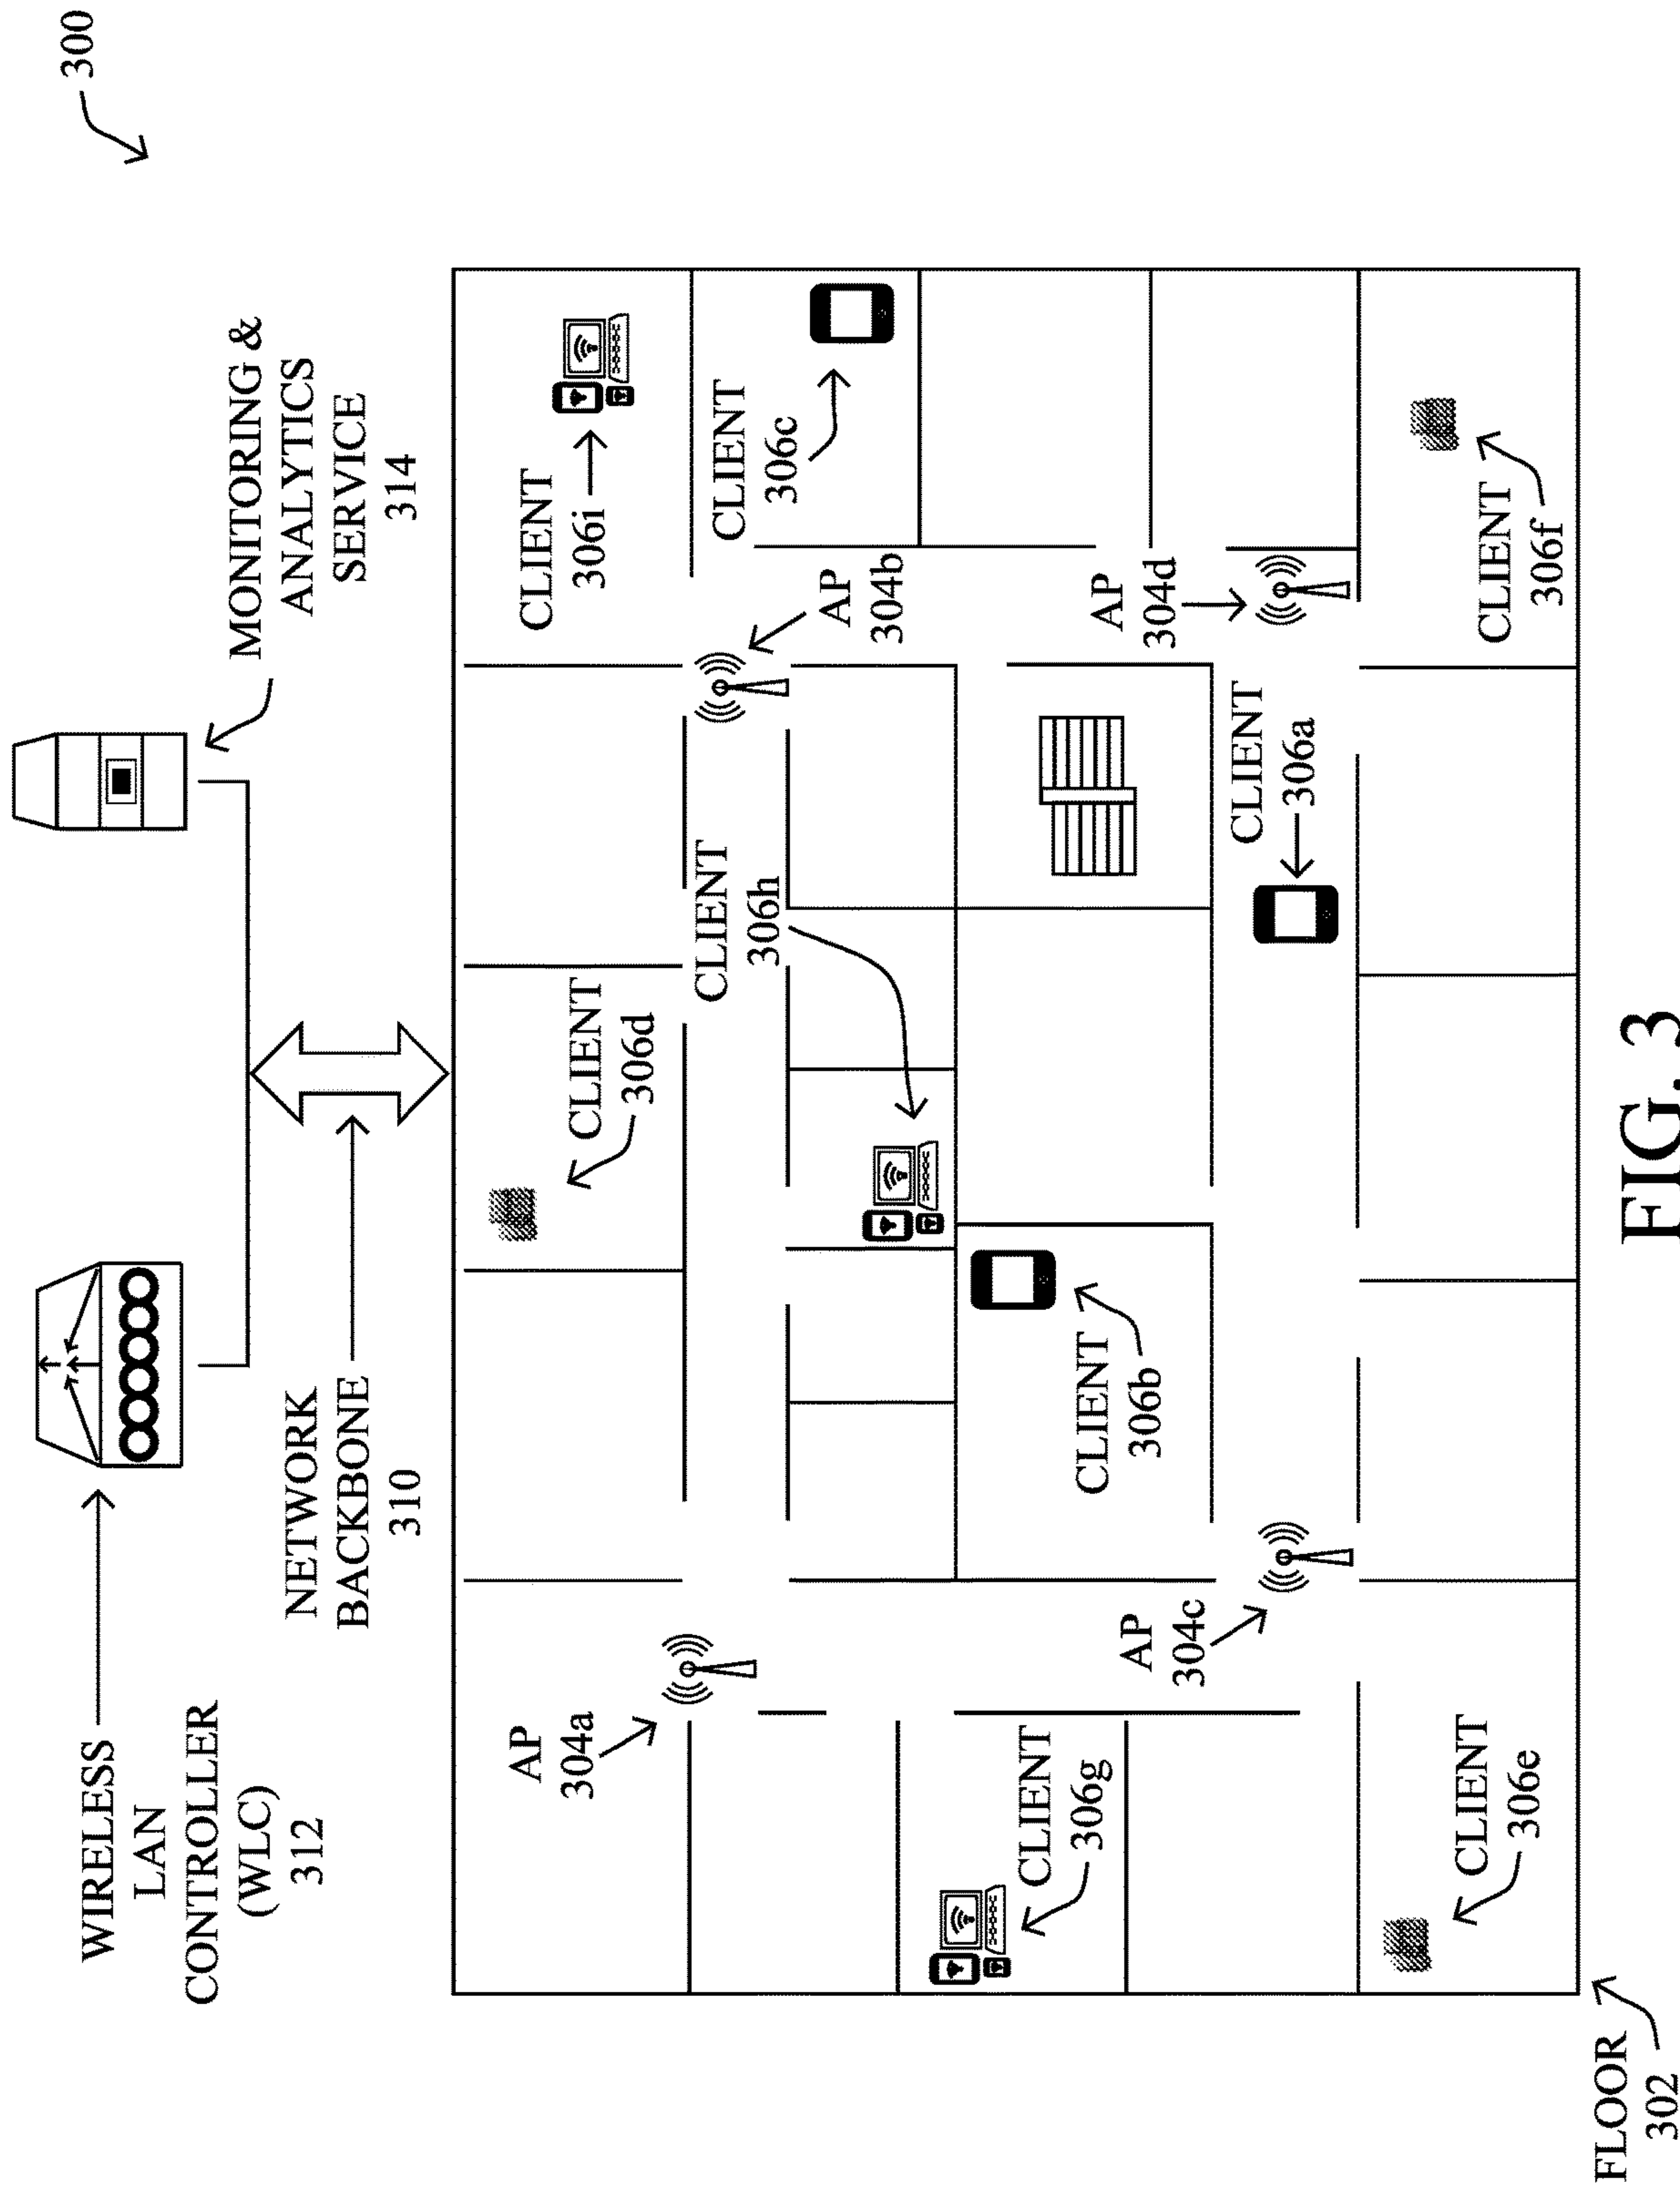 300
WIRELESS
LAN
CONTROLLER
(WLC)
312
MONITORING &
ANALYTICS
SERVICE
314
NETWORK
BACKBONE
310
AP
304a
CLIENT
306d
CLIENT
306i
CLIENT
306h
CLIENT
306c
AP
304b
CLIENT
306g
CLIENT
306b
AP
304c
AP
304d
CLIENT
306a
CLIENT
306e
CLIENT
306f
FLOOR
302
FIG. 3